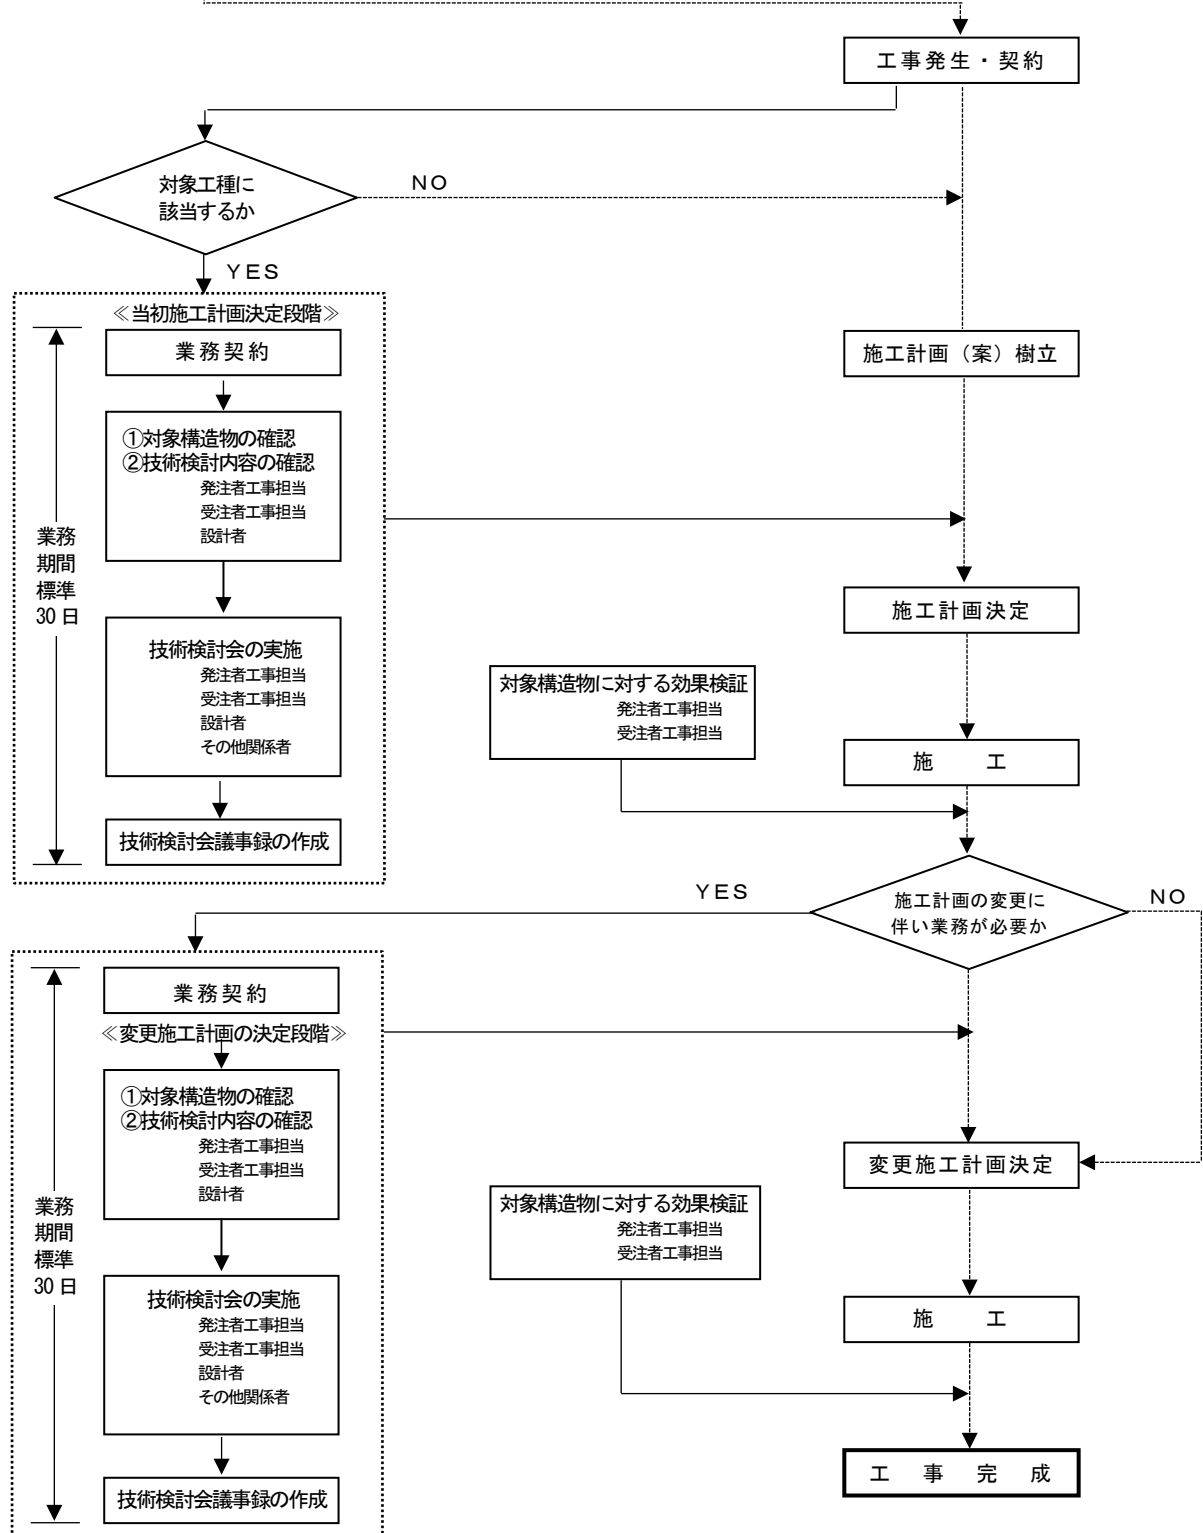 工事発生・契約
対象工種に
該当するか
NO
YES
≪当初施工計画決定段階≫
業務契約
①対象構造物の確認
②技術検討内容の確認
発注者工事担当
受注者工事担当
設計者
業務
期間
標準
30日
技術検討会の実施
発注者工事担当
受注者工事担当
設計者
その他関係者
技術検討会議事録の作成
施工計画（案）樹立
施工計画決定
対象構造物に対する効果検証
発注者工事担当
受注者工事担当
施　工
施工計画の変更に
伴い業務が必要か
YES
NO
業務契約
≪変更施工計画の決定段階≫
①対象構造物の確認
②技術検討内容の確認
発注者工事担当
受注者工事担当
設計者
業務
期間
標準
30日
技術検討会の実施
発注者工事担当
受注者工事担当
設計者
その他関係者
技術検討会議事録の作成
変更施工計画決定
対象構造物に対する効果検証
発注者工事担当
受注者工事担当
施　工
工　事　完　成